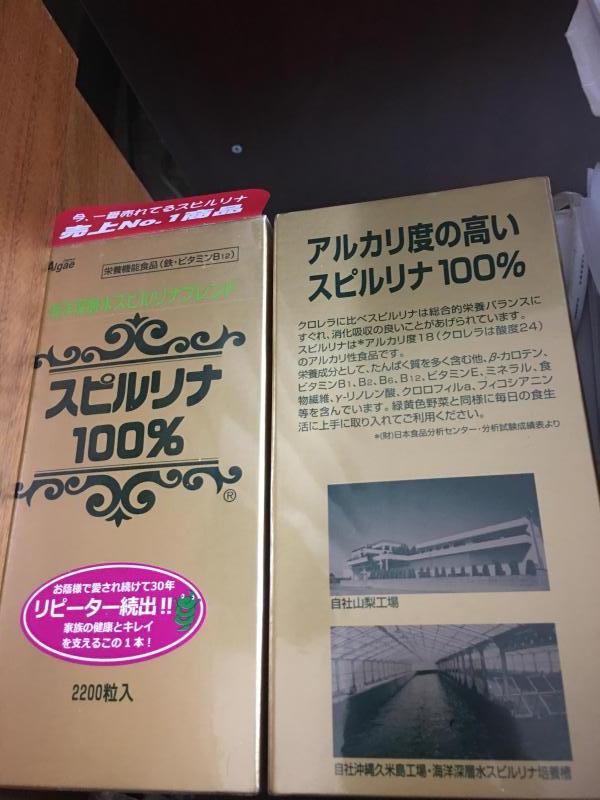 今、一番売れてるスピルリナ
売上No.1商品
Algae
栄養機能食品(鉄・ビタミンB12)
海洋深層水スピルリナブレンド
スピルリナ
100%
®
お蔭様で愛され続けて30年
リピーター続出!!
家族の健康とキレイ
を支えるこの1本!
2200粒入
アルカリ度の高い
スピルリナ100%
クロレラに比べスピルリナは総合的栄養バランスに
すぐれ、消化吸収の良いことがあげられています。
スピルリナは*アルカリ度18(クロレラは酸度24)
のアルカリ性食品です。
栄養成分として、たんぱく質を多く含む他、β-カロテン、
ビタミンB1、B2、B6、B12、ビタミンE、ミネラル、食
物繊維、γ-リノレン酸、クロロフィルa、フィコシアニン
等を含んでいます。緑黄色野菜と同様に毎日の食生
活に上手に取り入れてご利用ください。
*(財)日本食品分析センター・分析試験成績表より
自社山梨工場
自社沖縄久米島工場・海洋深層水スピルリナ培養槽